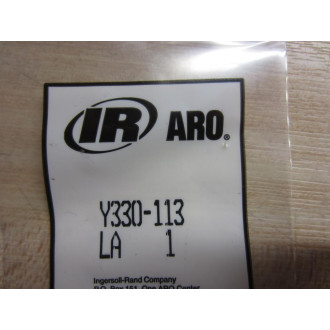 IR ARO®
Y330-113
LA 1
Ingersoll-Rand Company
P.O. Box 151, One ARO Center